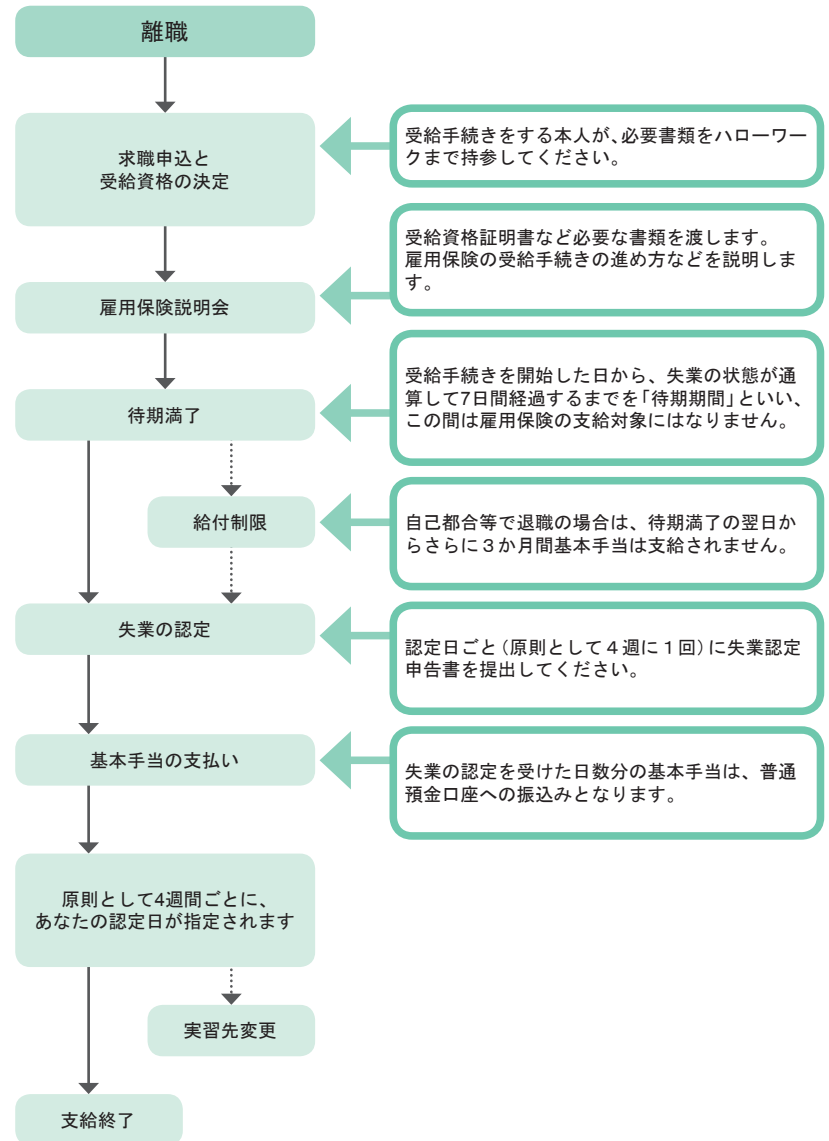 離職
求職申込と
受給資格の決定
受給手続きをする本人が、必要書類をハローワー
クまで持参してください。
受給資格証明書など必要な書類を渡します。
雇用保険の受給手続きの進め方などを説明しま
す。
雇用保険説明会
受給手続きを開始した日から、失業の状態が通
算して7日間経過するまでを「待期期間」といい、
この間は雇用保険の支給対象にはなりません。
待期満了
給付制限
自己都合等で退職の場合は、待期満了の翌日か
らさらに３か月間基本手当は支給されません。
失業の認定
認定日ごと（原則として４週に１回）に失業認定
申告書を提出してください。
基本手当の支払い
失業の認定を受けた日数分の基本手当は、普通
預金口座への振込みとなります。
原則として4週間ごとに、
あなたの認定日が指定されます
実習先変更
支給終了